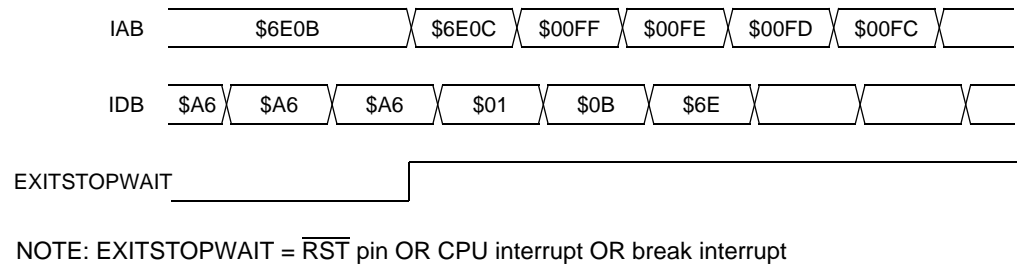 IAB $6E0B $6E0C $00FF $00FE $00FD $00FC
IDB $A6 $A6 $A6 $01 $0B $6E
EXITSTOPWAIT
NOTE: EXITSTOPWAIT = RST pin OR CPU interrupt OR break interrupt